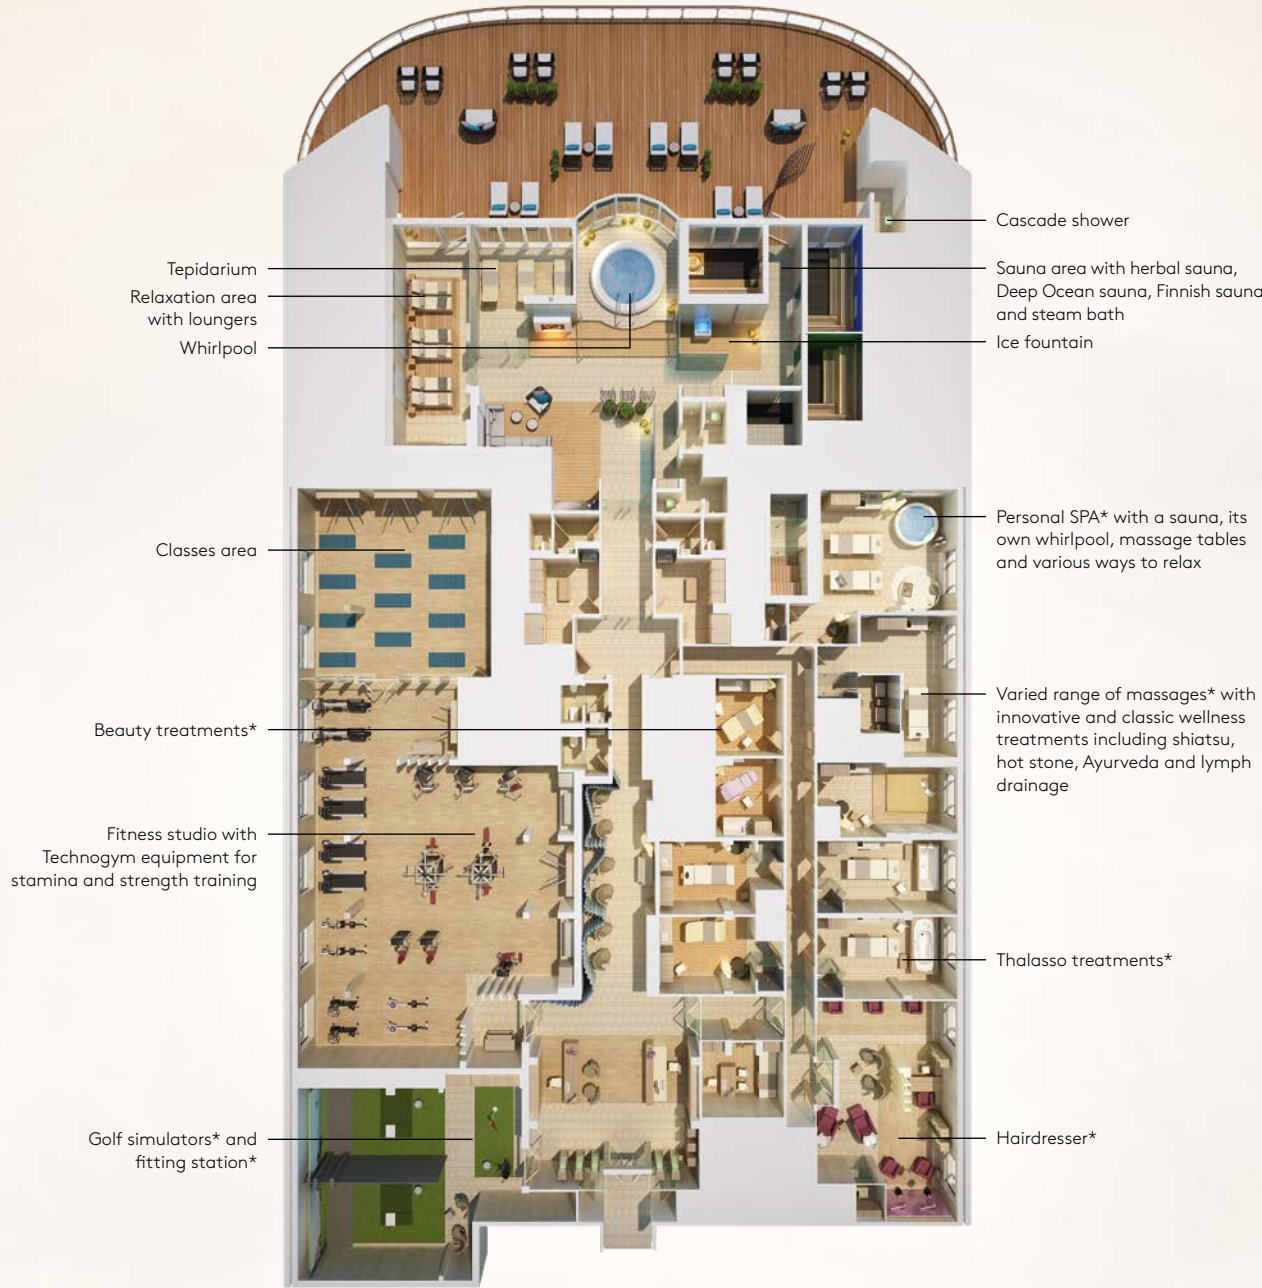 Cascade shower
Tepidarium
Sauna area with herbal sauna,
Deep Ocean sauna, Finnish sauna
and steam bath
Relaxation area
with loungers
Whirlpool
Ice fountain
Classes area
Personal SPA* with a sauna, its
own whirlpool, massage tables
and various ways to relax
Beauty treatments*
Varied range of massages* with
innovative and classic wellness
treatments including shiatsu,
hot stone, Ayurveda and lymph
drainage
Fitness studio with
Technogym equipment for
stamina and strength training
Thalasso treatments*
Golf simulators* and
fitting station*
Hairdresser*